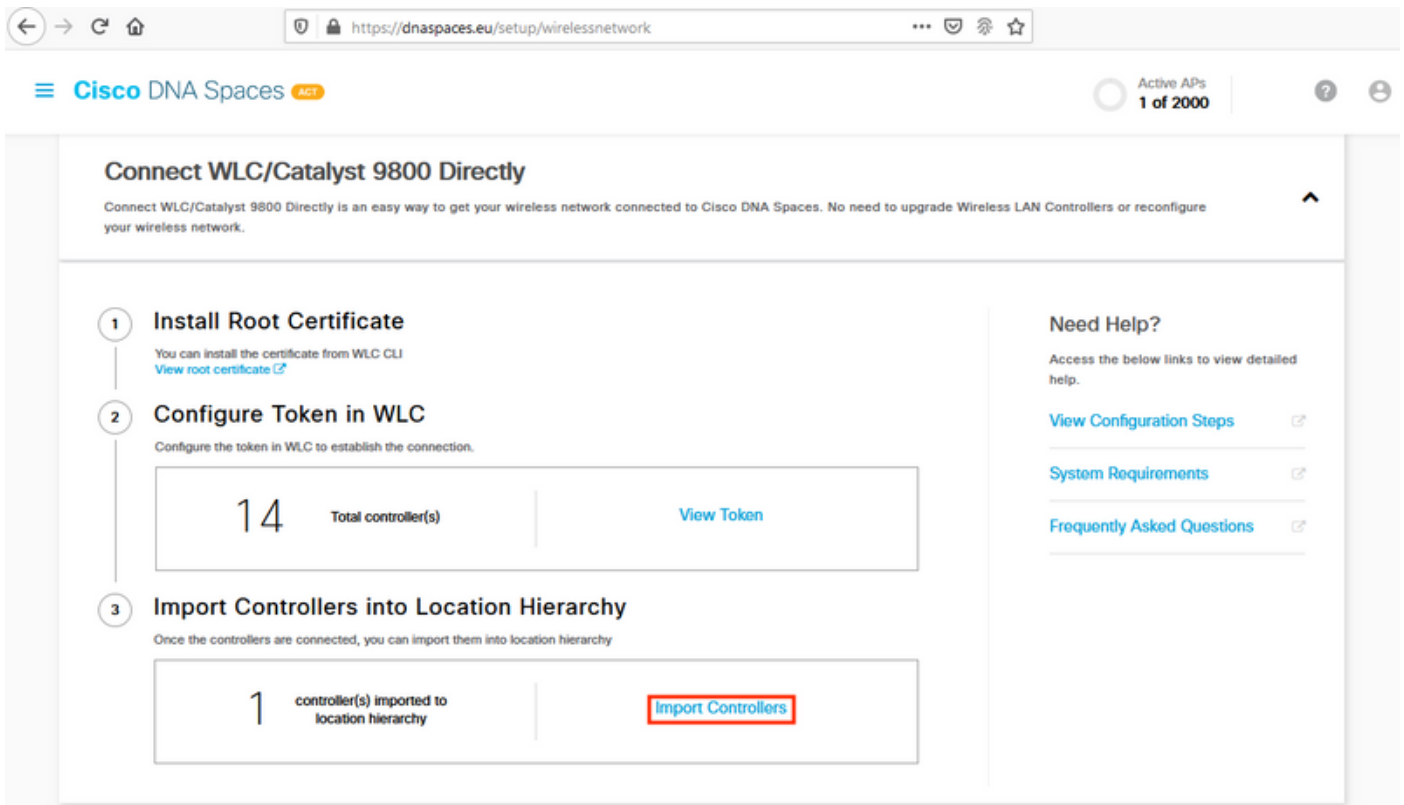 https://dnaspaces.eu/setup/wirelessnetwork
Cisco DNA Spaces ACT
Active APs
1 of 2000
Connect WLC/Catalyst 9800 Directly
Connect WLC/Catalyst 9800 Directly is an easy way to get your wireless network connected to Cisco DNA Spaces. No need to upgrade Wireless LAN Controllers or reconfigure
your wireless network.
1
Install Root Certificate
You can install the certificate from WLC CLI
View root certificate
2
Configure Token in WLC
Configure the token in WLC to establish the connection.
14 Total controller(s)
View Token
3
Import Controllers into Location Hierarchy
Once the controllers are connected, you can import them into location hierarchy
1 controller(s) imported to
location hierarchy
Import Controllers
Need Help?
Access the below links to view detailed
help.
View Configuration Steps
System Requirements
Frequently Asked Questions